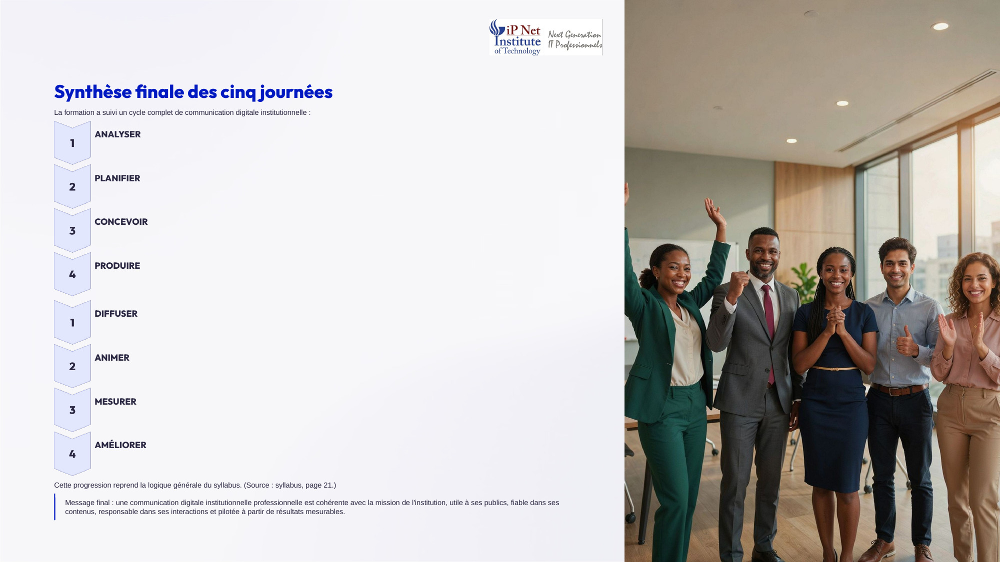 iP Net
Institute
of Technology
Next Generation
IT Professionnels
Synthèse finale des cinq journées
La formation a suivi un cycle complet de communication digitale institutionnelle :
1
ANALYSER
2
PLANIFIER
3
CONCEVOIR
4
PRODUIRE
1
DIFFUSER
2
ANIMER
3
MESURER
4
AMÉLIORER
Cette progression reprend la logique générale du syllabus. (Source : syllabus, page 21.)
Message final : une communication digitale institutionnelle professionnelle est cohérente avec la mission de l'institution, utile à ses publics, fiable dans ses
contenus, responsable dans ses interactions et pilotée à partir de résultats mesurables.